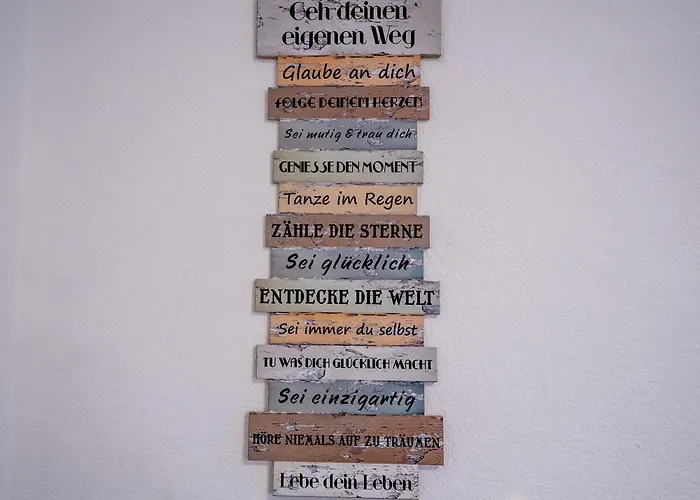 Geh deinen
eigenen Weg
Glaube an dich
FOLGE DEINEM HERZEN
Sei mutig & trau dich
GENIESSE DEN MOMENT
Tanze im Regen
ZÄHLE DIE STERNE
Sei glücklich
ENTDECKE DIE WELT
Sei immer du selbst
TU WAS DICH GLÜCKLICH MACHT
Sei einzigartig
HÖRE NIEMALS AUF ZU TRÄUMEN
Lebe dein Leben